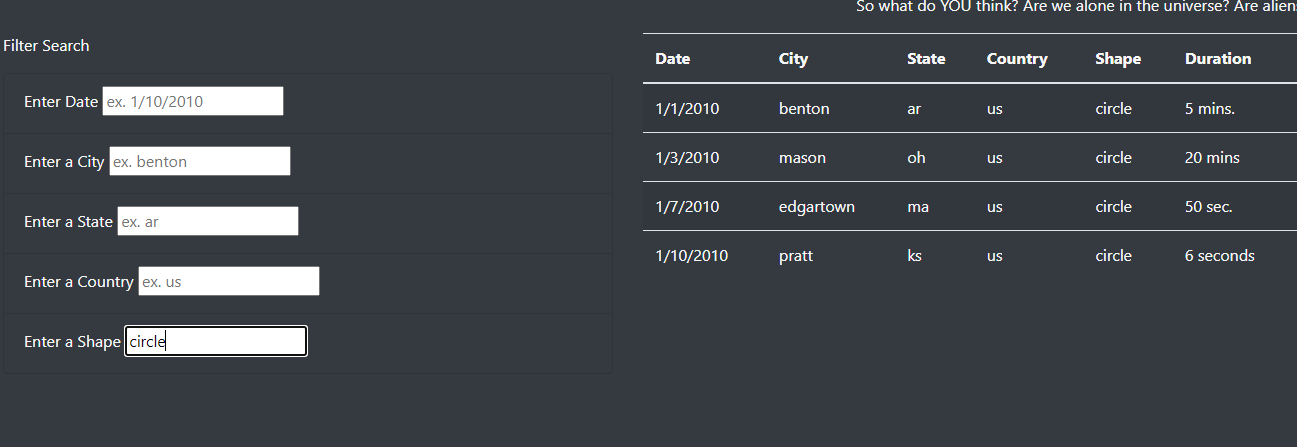 So what do YOU think? Are we alone in the universe? Are aliens
Filter Search
Enter Date ex. 1/10/2010
Enter a City ex. benton
Enter a State ex. ar
Enter a Country ex. us
Enter a Shape circle
Date City State Country Shape Duration
1/1/2010 benton ar us circle 5 mins.
1/3/2010 mason oh us circle 20 mins
1/7/2010 edgartown ma us circle 50 sec.
1/10/2010 pratt ks us circle 6 seconds